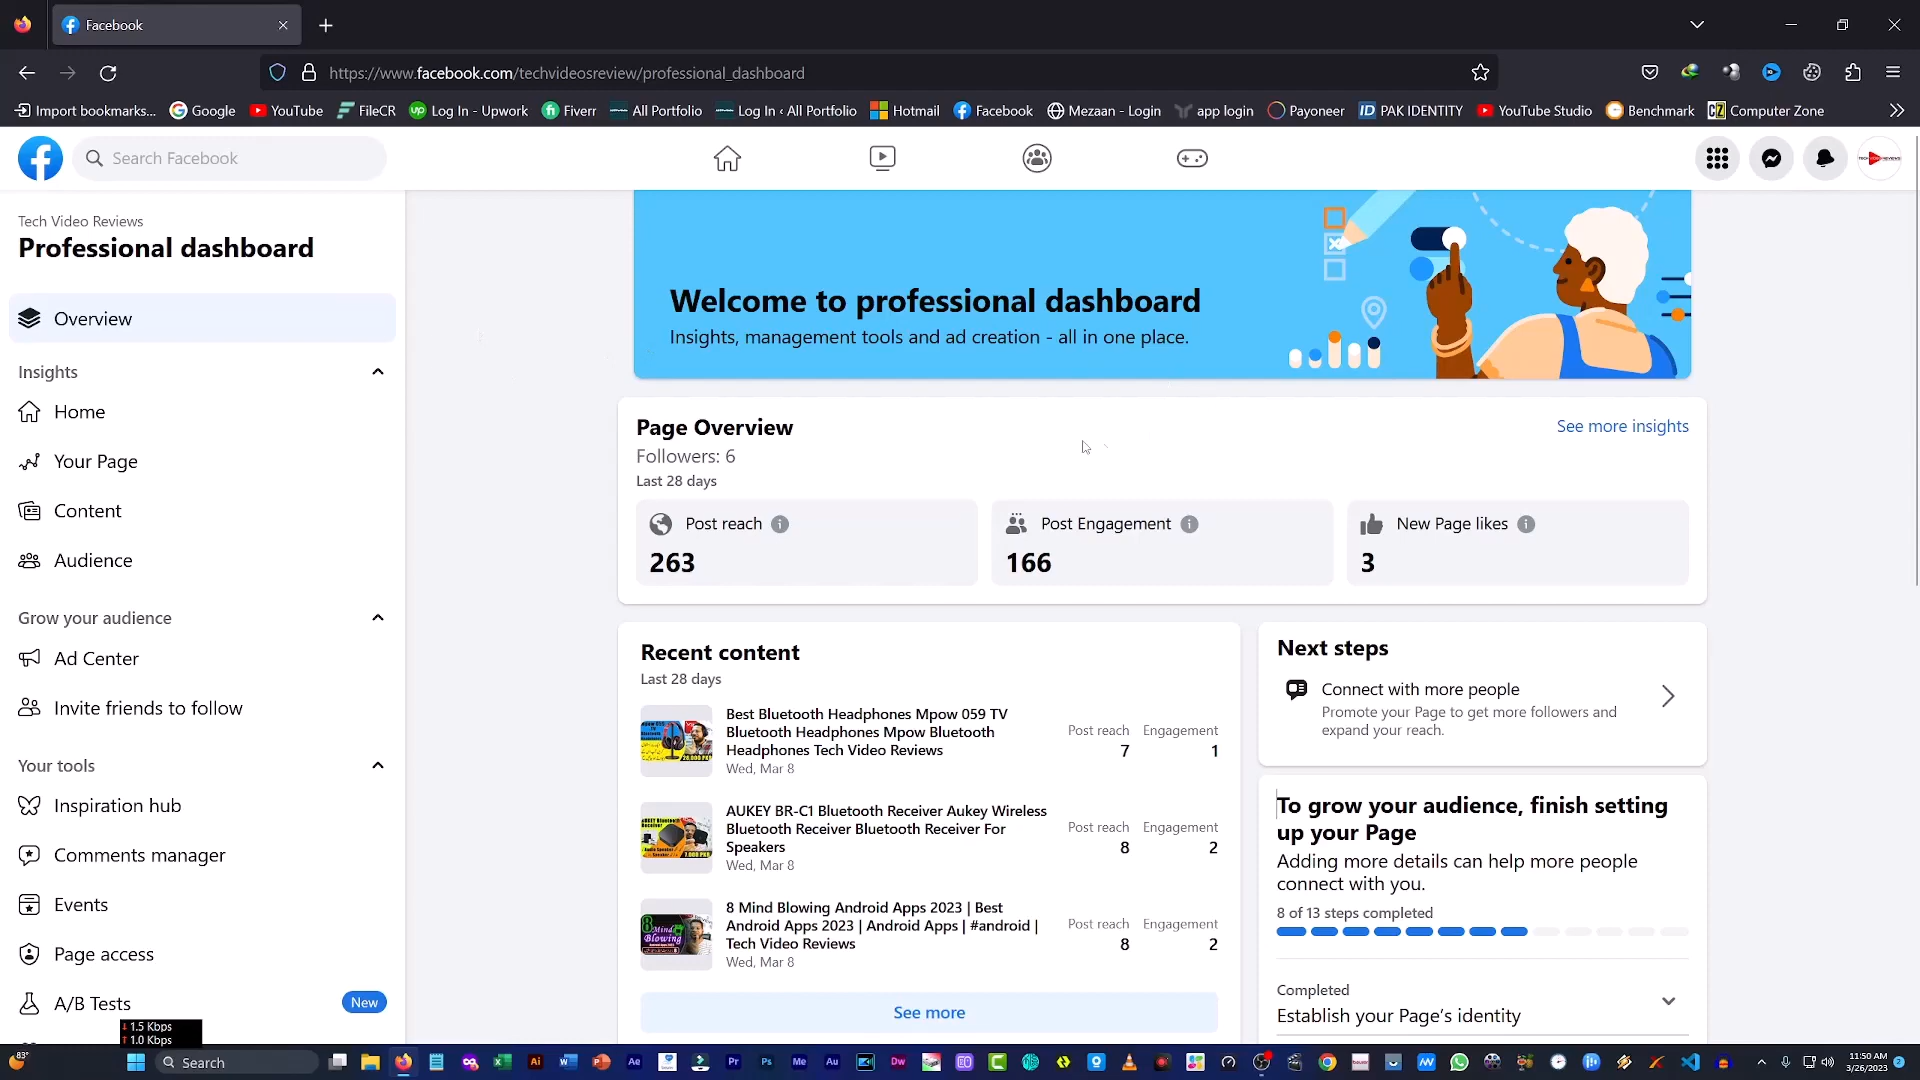 Facebook
https://www.facebook.com/techvideosreview/professional_dashboard
Import bookmarks...
Google
YouTube
FileCR
Log In - Upwork
Fiverr
All Portfolio
Log In ‹ All Portfolio
Hotmail
Facebook
Mezaan - Login
app login
Payoneer
ID PAK IDENTITY
YouTube Studio
Benchmark
CZ Computer Zone
Search Facebook
Tech Video Reviews
Professional dashboard
Overview
Insights
Home
Your Page
Content
Audience
Grow your audience
Ad Center
Invite friends to follow
Your tools
Inspiration hub
Comments manager
Events
Page access
A/B Tests
New
Welcome to professional dashboard
Insights, management tools and ad creation - all in one place.
Page Overview
See more insights
Followers: 6
Last 28 days
Post reach
263
Post Engagement
166
New Page likes
3
Recent content
Last 28 days
Best Bluetooth Headphones Mpow 059 TV
Bluetooth Headphones Mpow Bluetooth
Headphones Tech Video Reviews
Wed, Mar 8
Post reach Engagement
7 1
AUKEY BR-C1 Bluetooth Receiver Aukey Wireless
Bluetooth Receiver Bluetooth Receiver For
Speakers
Wed, Mar 8
Post reach Engagement
8 2
8 Mind Blowing Android Apps 2023 | Best
Android Apps 2023 | Android Apps | #android |
Tech Video Reviews
Wed, Mar 8
Post reach Engagement
8 2
See more
Next steps
Connect with more people
Promote your Page to get more followers and
expand your reach.
To grow your audience, finish setting
up your Page
Adding more details can help more people
connect with you.
8 of 13 steps completed
Completed
Establish your Page's identity
1.5 Kbps
1.0 Kbps
83°
Search
11:50 AM
3/26/2023